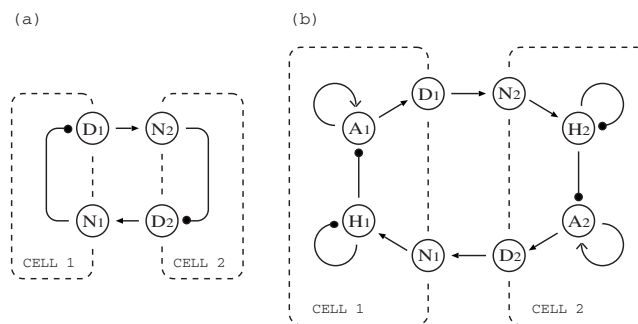 (a) (b)
D1 N2
N1 D2
CELL 1 CELL 2
D1 N2
A1 H2
H1 A2
N1 D2
CELL 1 CELL 2